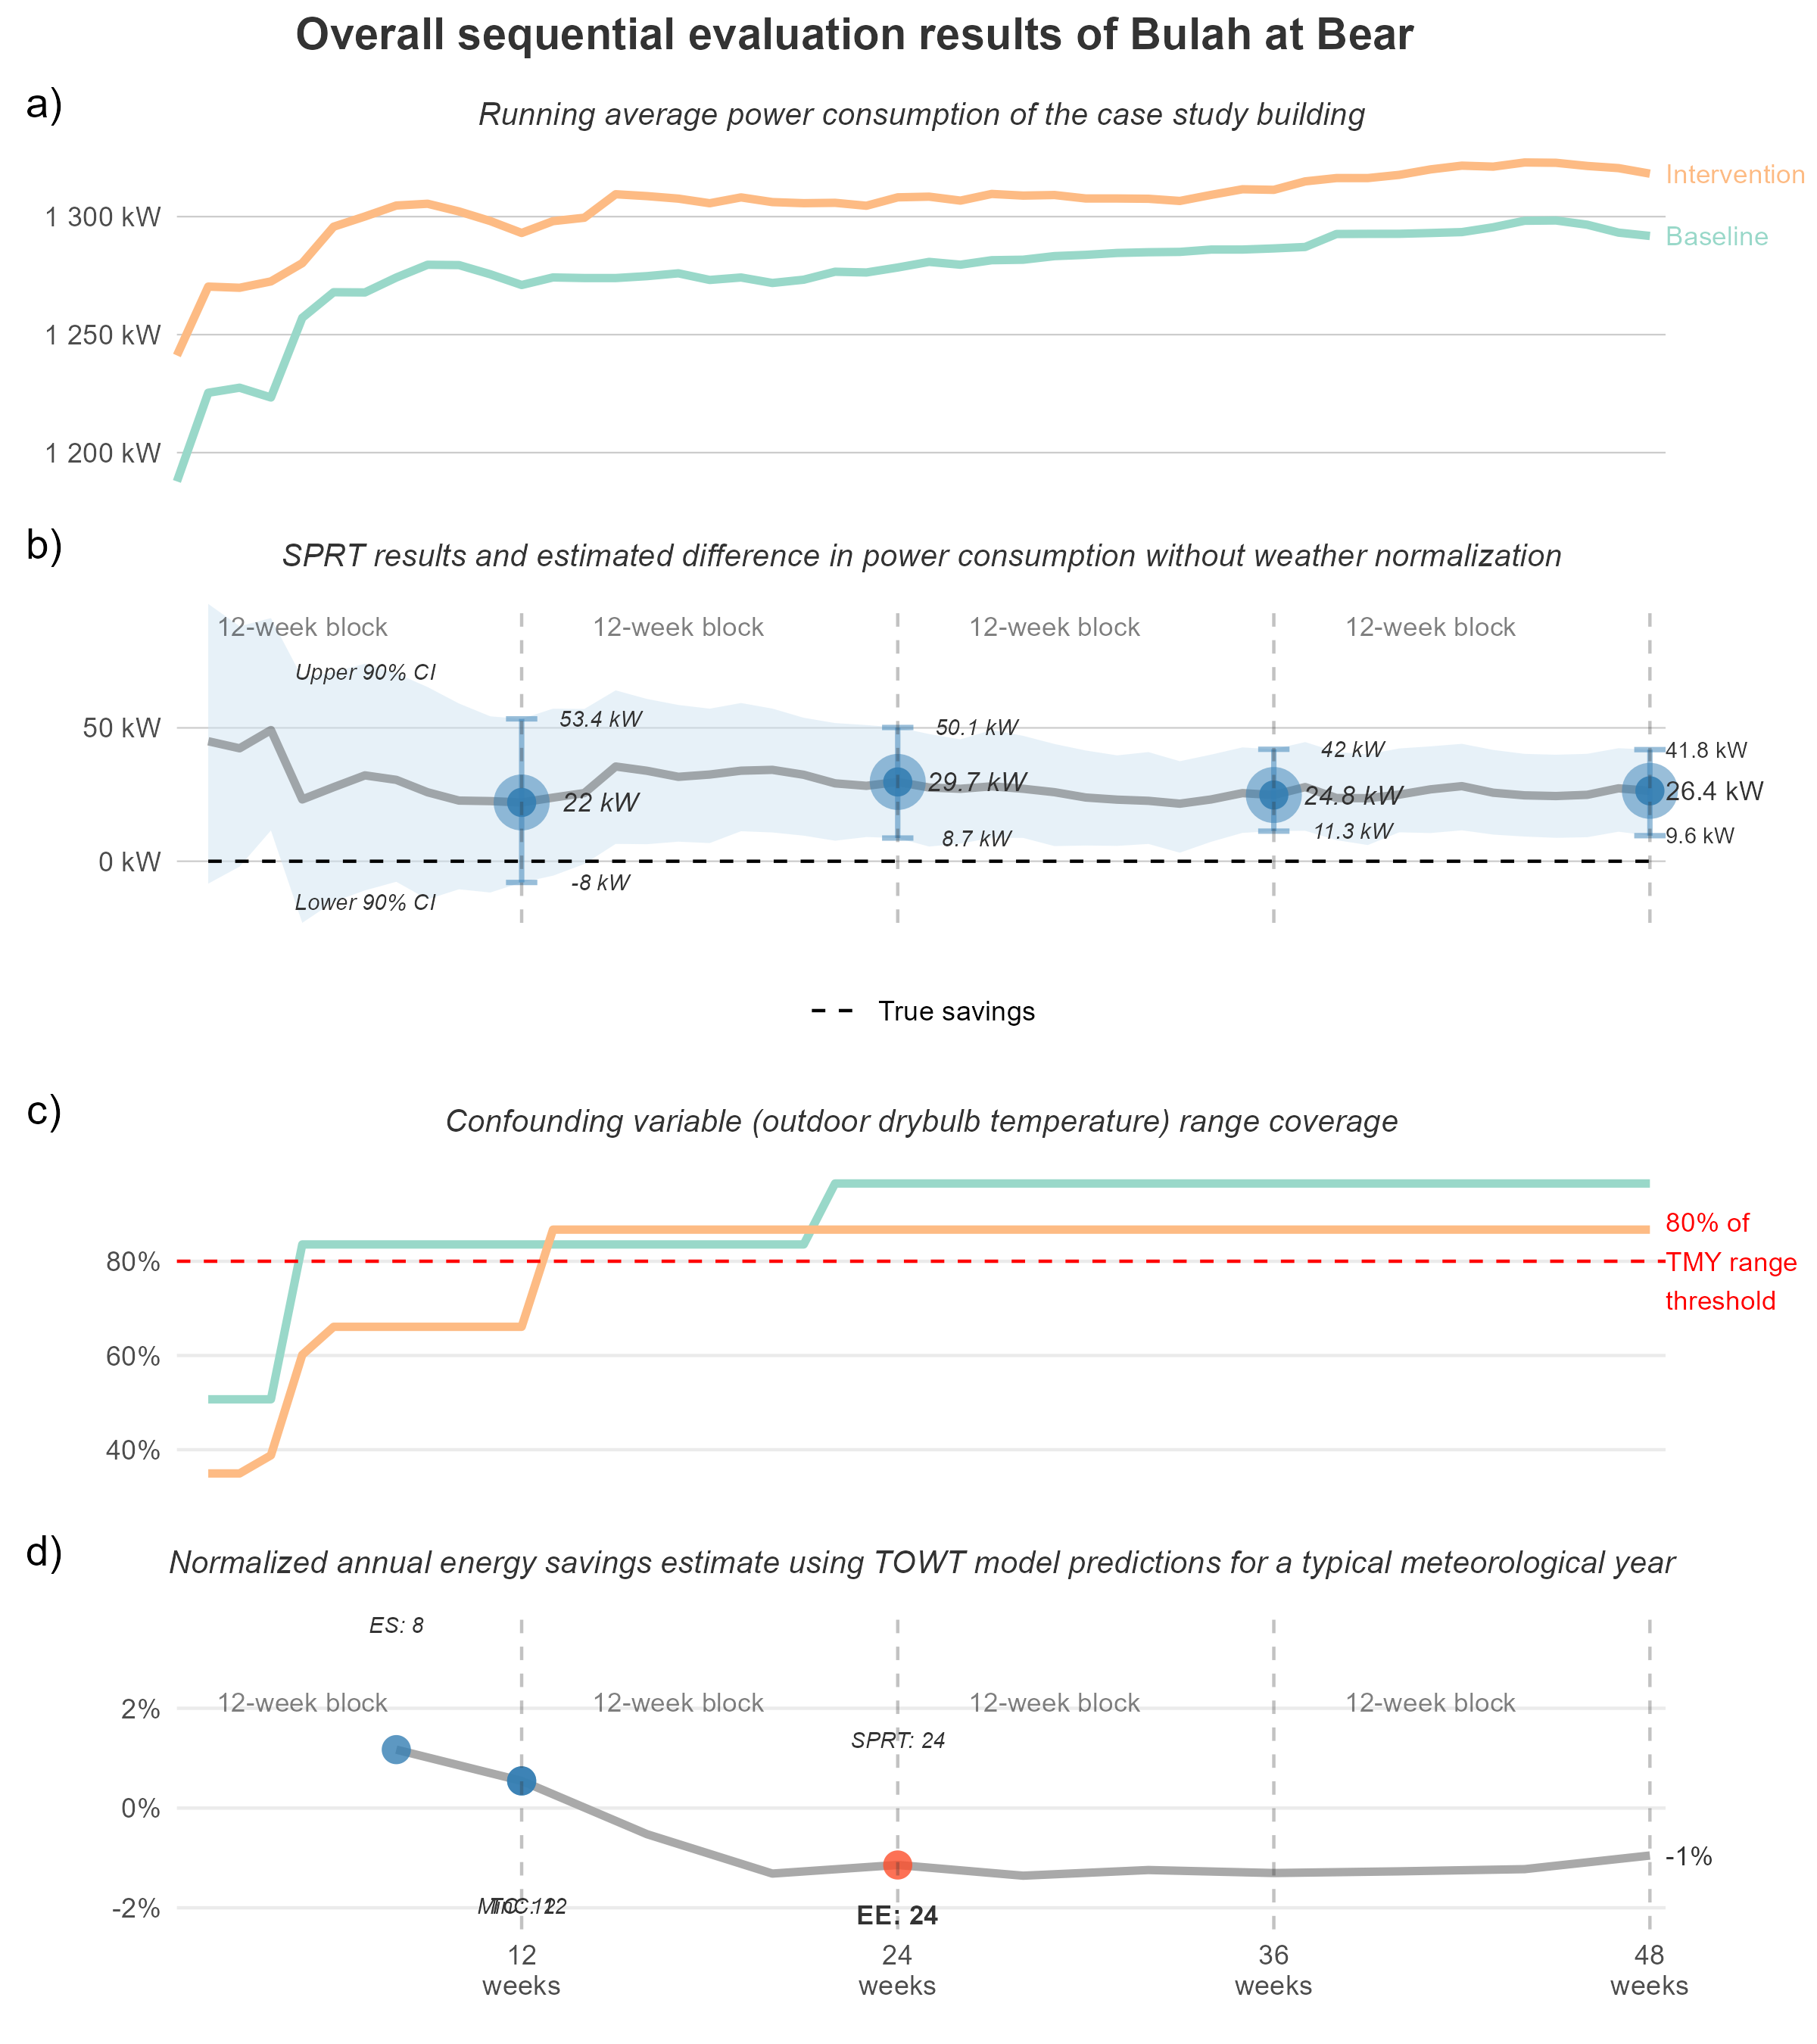 Overall sequential evaluation results of Bulah at Bear
a)
Running average power consumption of the case study building
Intervention
1 300 kW
Baseline
1 250 kW
1 200 kW
b)
SPRT results and estimated difference in power consumption without weather normalization
12-week block
12-week block
12-week block
12-week block
Upper 90% CI
53.4 kW
50.1 kW
42 kW
41.8 kW
50 kW
22 kW
29.7 kW
24.8 kW
26.4 kW
8.7 kW
11.3 kW
9.6 kW
0 kW
-8 kW
Lower 90% CI
True savings
c)
Confounding variable (outdoor drybulb temperature) range coverage
80% of
TMY range
threshold
80%
60%
40%
d)
Normalized annual energy savings estimate using TOWT model predictions for a typical meteorological year
ES: 8
12-week block
12-week block
12-week block
12-week block
2%
SPRT: 24
0%
-1%
-2%
EE: 24
12
weeks
24
weeks
36
weeks
48
weeks